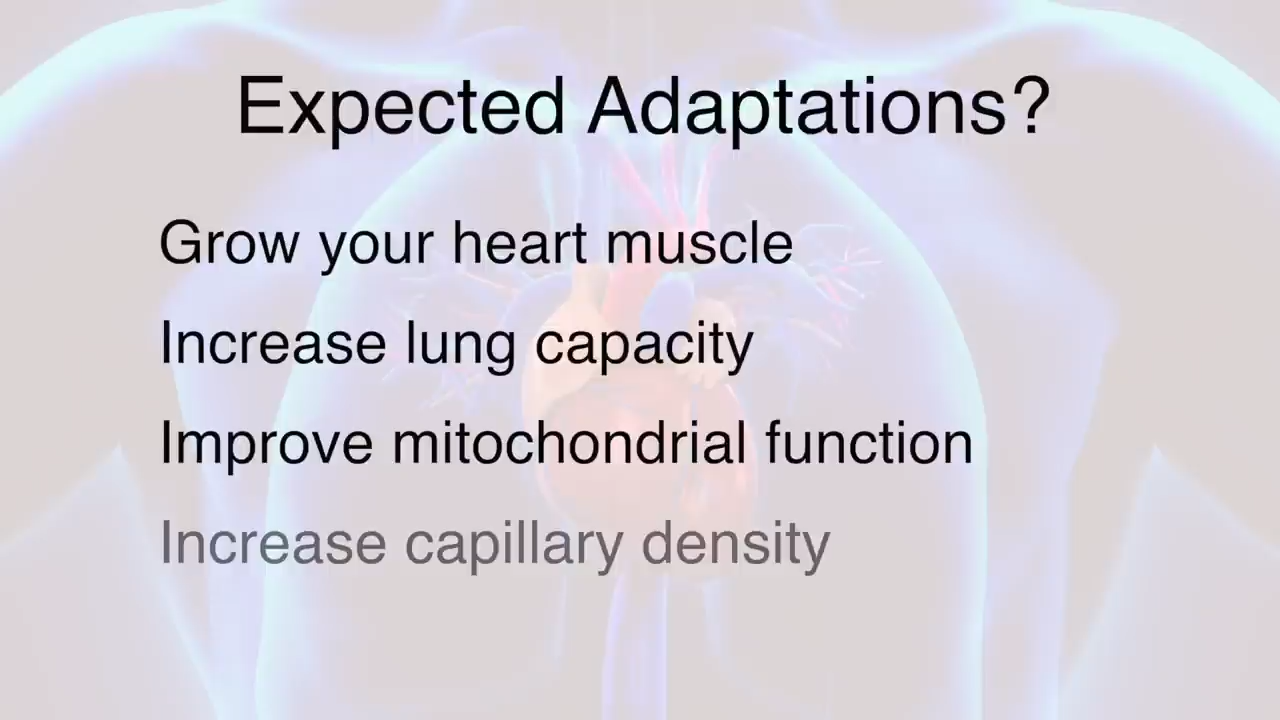 Expected Adaptations?
Grow your heart muscle
Increase lung capacity
Improve mitochondrial function
Increase capillary density